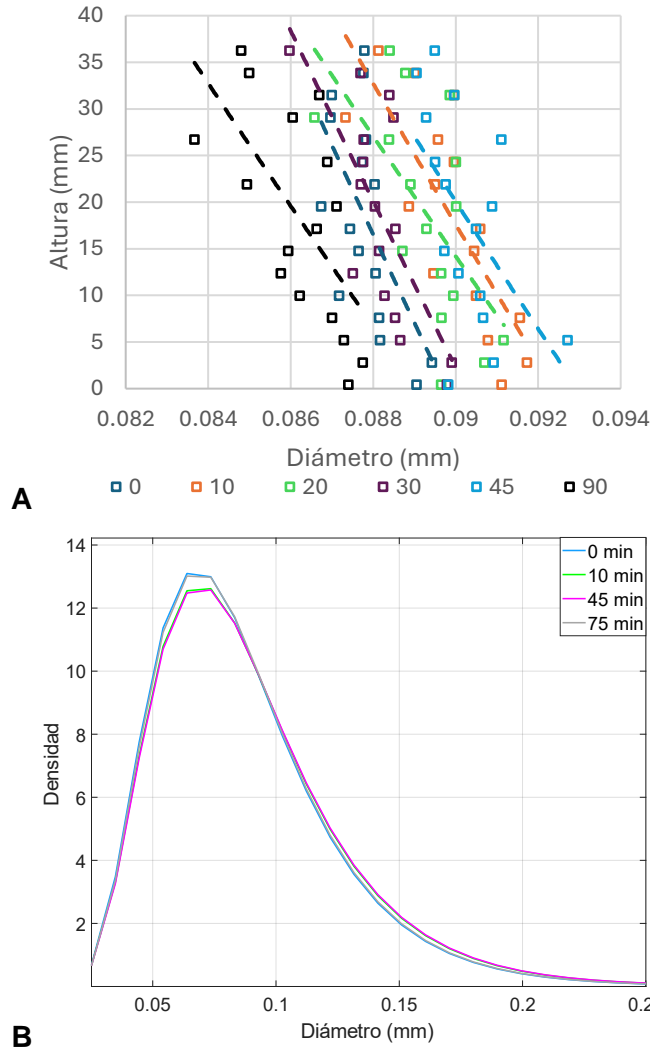 40
35
30
25
20
15
10
5
0
Altura (mm)
0.082 0.084 0.086 0.088 0.09 0.092 0.094
Diámetro (mm)
0 10 20 30 45 90
A
14
12
10
8
6
4
2
Densidad
0 min
10 min
45 min
75 min
0.05 0.1 0.15 0.2 0.2
Diámetro (mm)
B